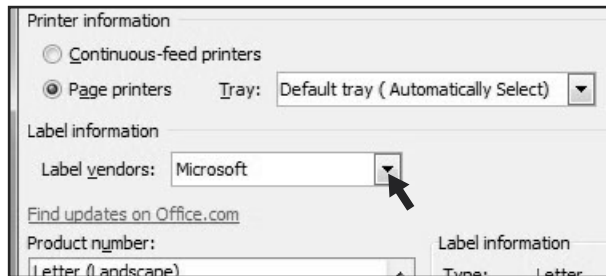 Printer information
Continuous-feed printers
Page printers Tray: Default tray ( Automatically Select)
Label information
Label vendors: Microsoft
Find updates on Office.com
Product number: Label information
Letter (Landscape) Type: Letter